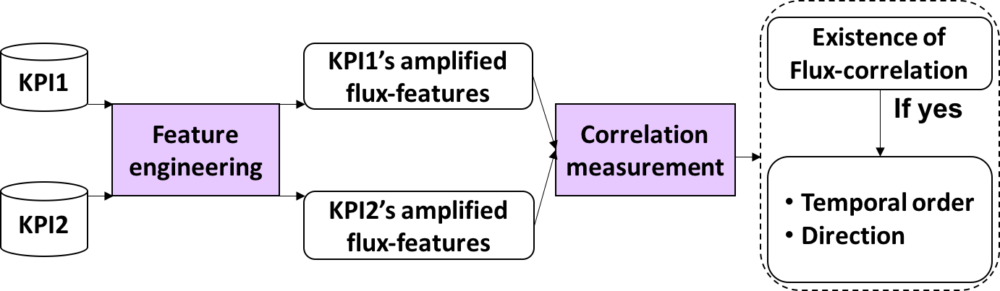 KPI1
KPI2
Feature
engineering
KPI1’s amplified
flux-features
KPI2’s amplified
flux-features
Correlation
measurement
Existence of
Flux-correlation
If yes
• Temporal order
• Direction